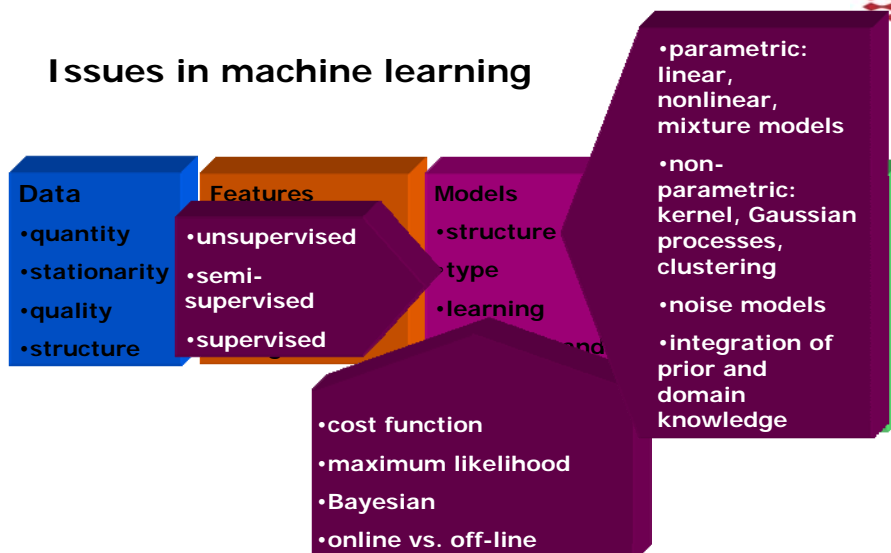 Issues in machine learning
Data
•quantity
•stationarity
•quality
•structure
Features
•unsupervised
•semi-
supervised
•supervised
Models
•structure
•type
•learning
•cost function
•maximum likelihood
•Bayesian
•online vs. off-line
•parametric:
linear,
nonlinear,
mixture models
•non-
parametric:
kernel, Gaussian
processes,
clustering
•noise models
•integration of
prior and
domain
knowledge